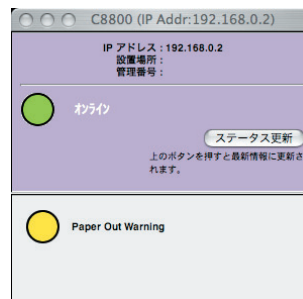 C8800 (IP Addr:192.168.0.2)
IP アドレス : 192.168.0.2
設置場所 :
管理番号 :
オンライン
ステータス更新
上のボタンを押すと最新情報に更新さ
れます。
Paper Out Warning